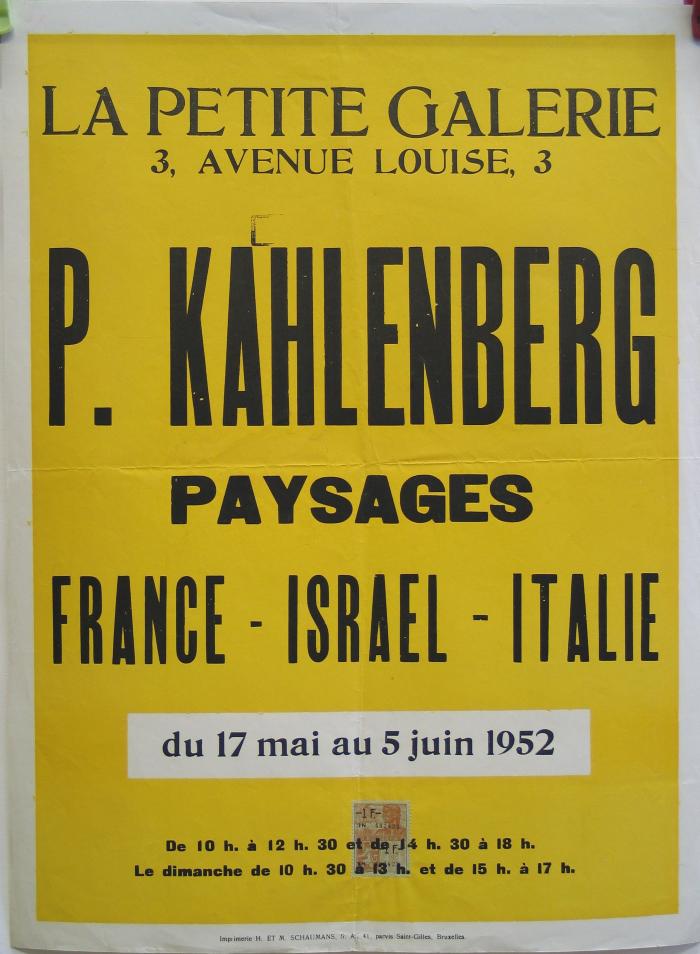 LA PETITE GALERIE
3, AVENUE LOUISE, 3
P. KAHLENBERG
PAYSAGES
FRANCE - ISRAEL - ITALIE
du 17 mai au 5 juin 1952
-1F-
1F
De 10 h. à 12 h. 30 et de 14 h. 30 à 18 h.
Le dimanche de 10 h. 30 à 13 h. et de 15 h. à 17 h.
Imprimerie H. ET M. SCHAUMANS, S. A., 41, parvis Saint-Gilles, Bruxelles.